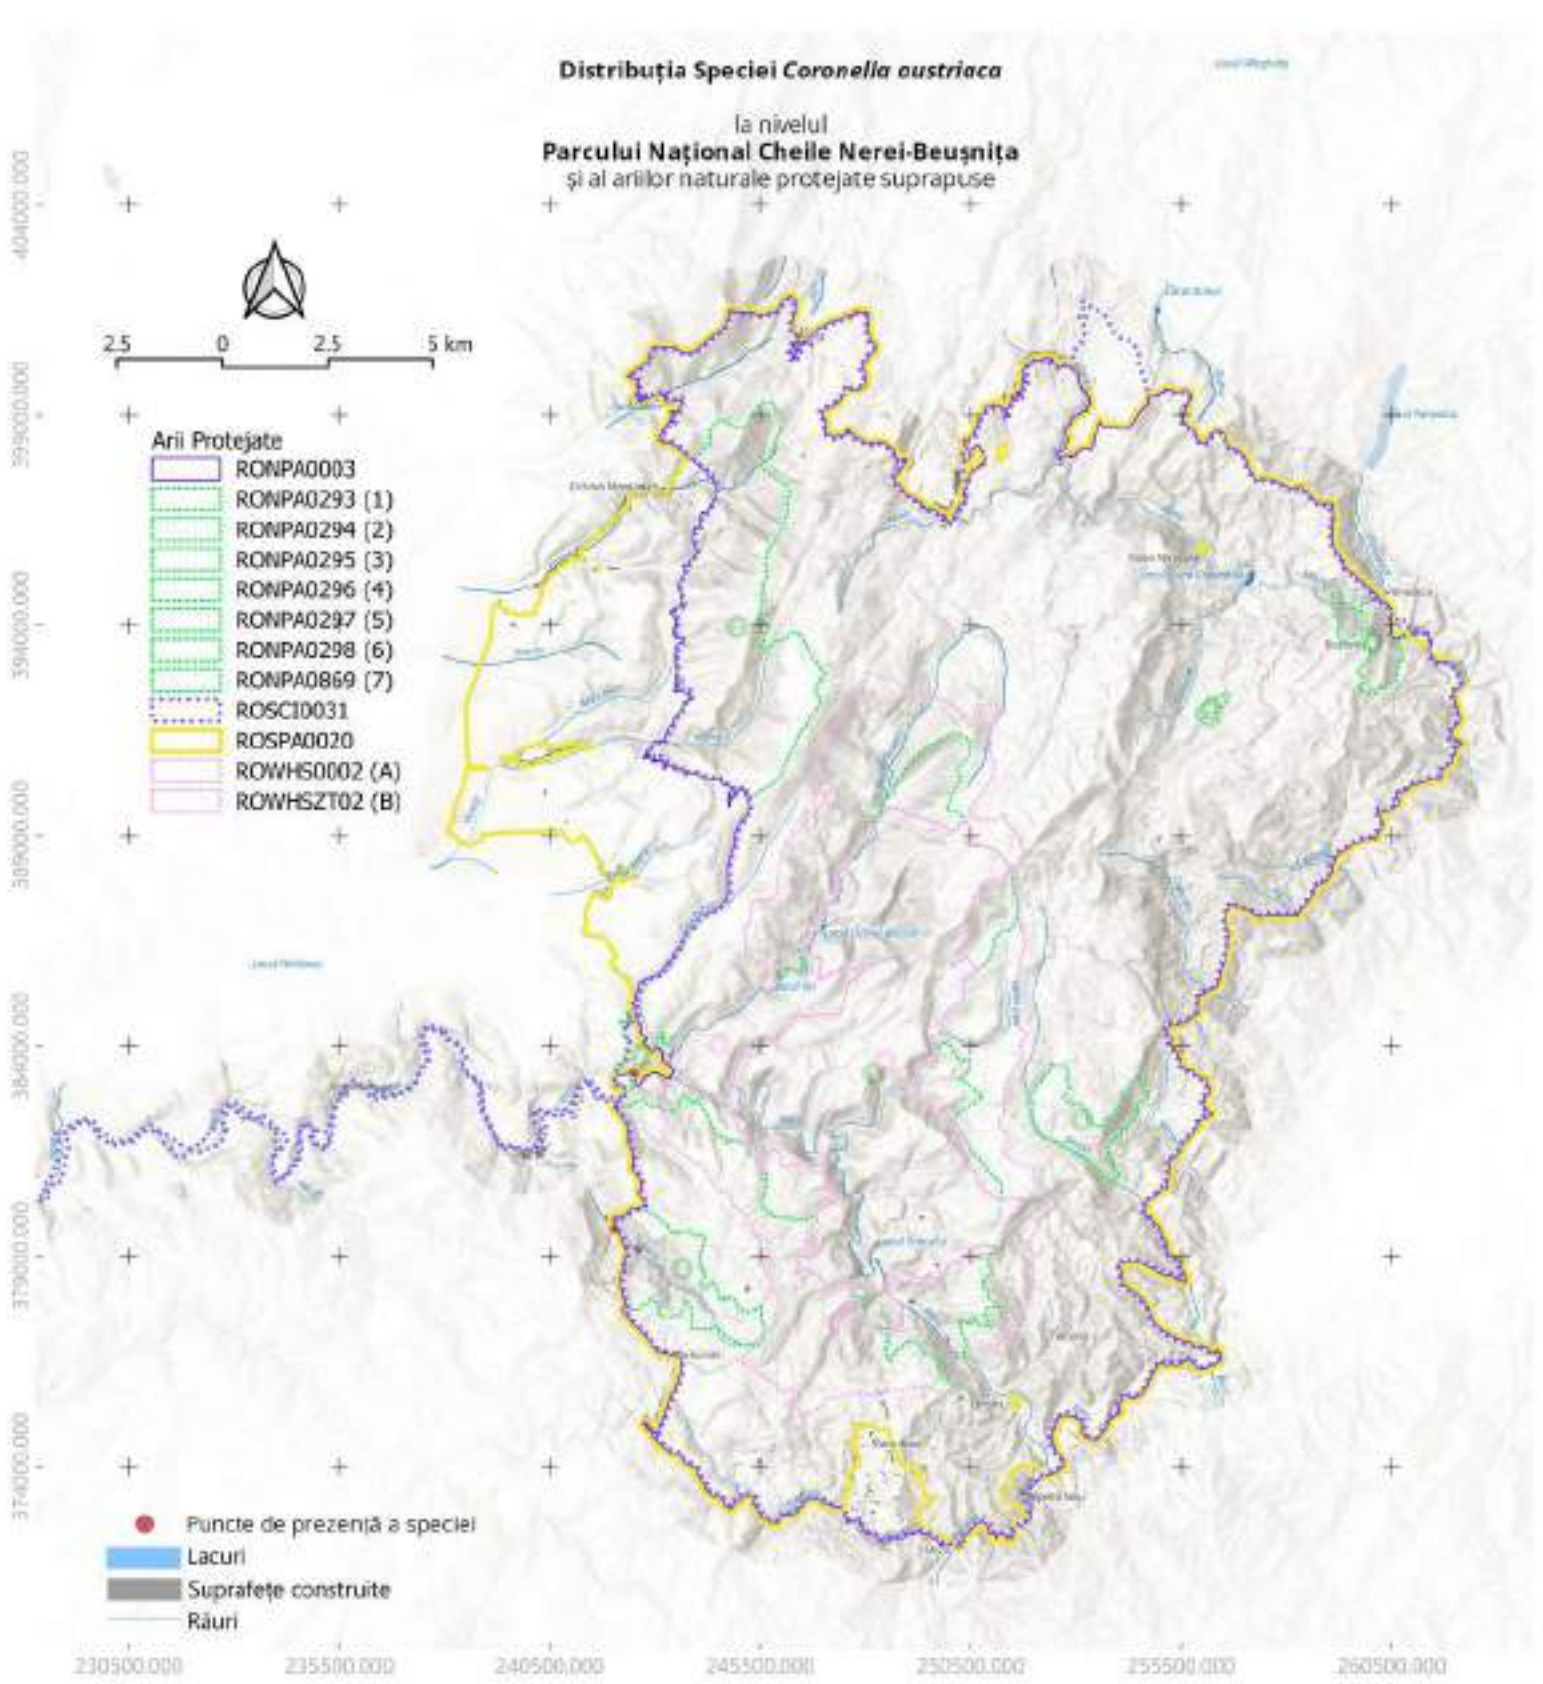 Distribuția Speciei Coronella austriaca
la nivelul
Parcului Național Cheile Nerei-Beușnița
și al ariilor naturale protejate suprapuse
404000.000
399000.000
394000.000
389000.000
384000.000
379000.000
374000.000
2.5 0 2.5 5 km
Arii Protejate
RONPA0003
RONPA0293 (1)
RONPA0294 (2)
RONPA0295 (3)
RONPA0296 (4)
RONPA0297 (5)
RONPA0298 (6)
RONPA0869 (7)
ROSCI0031
ROSPA0020
ROWHS0002 (A)
ROWHSZT02 (B)
Puncte de prezență a speciei
Lacuri
Suprafețe construite
Râuri
230500.000 235500.000 240500.000 245500.000 250500.000 255500.000 260500.000